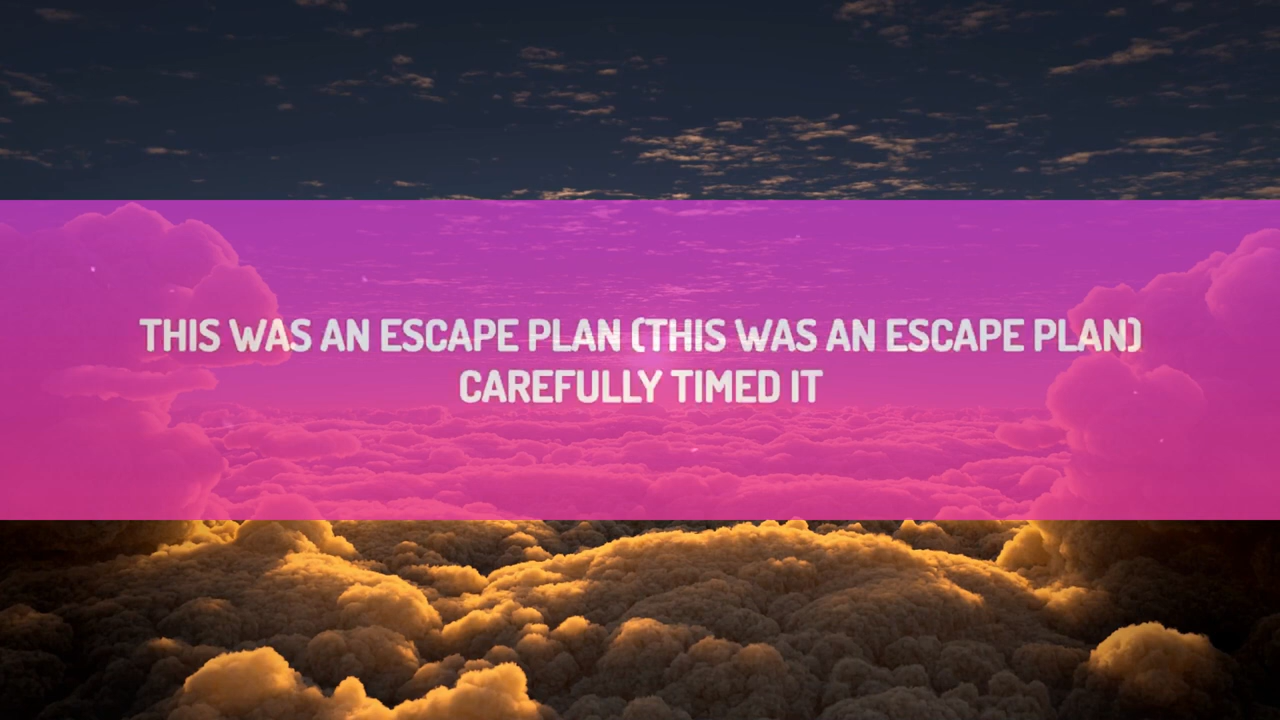 THIS WAS AN ESCAPE PLAN (THIS WAS AN ESCAPE PLAN)
CAREFULLY TIMED IT